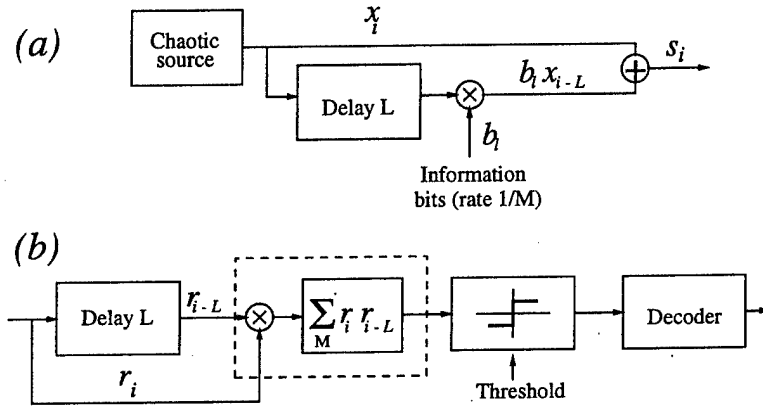 (a)
Chaotic
source
x_i
Delay L
b_l x_{i-L}
s_i
b_l
Information
bits (rate 1/M)
(b)
Delay L
r_{i-L}
∑_M r_i r_{i-L}
Decoder
r_i
Threshold